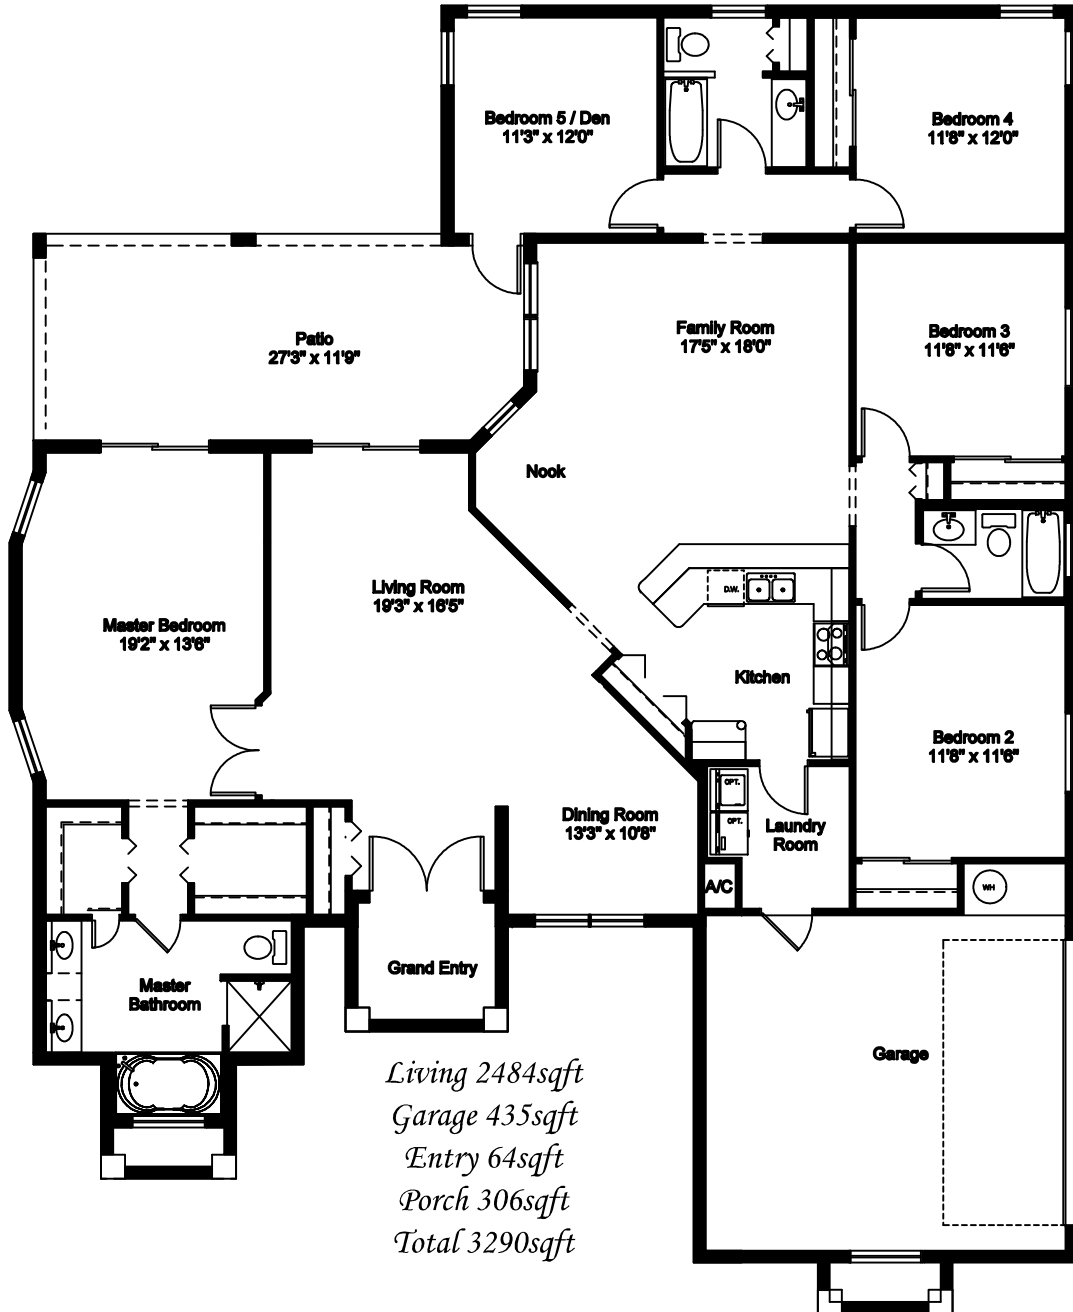 Bedroom 5 / Den
11'3" x 12'0"
Bedroom 4
11'6" x 12'0"
Patio
27'3" x 11'9"
Family Room
17'5" x 18'0"
Bedroom 3
11'8" x 11'6"
Nook
Living Room
19'3" x 16'5"
D.W.
Master Bedroom
19'2" x 13'6"
Kitchen
Bedroom 2
11'8" x 11'6"
OPT.
OPT.
Dining Room
13'3" x 10'8"
Laundry
Room
A/C
WH
Grand Entry
Master
Bathroom
Garage
Living 2484sqft
Garage 435sqft
Entry 64sqft
Porch 306sqft
Total 3290sqft